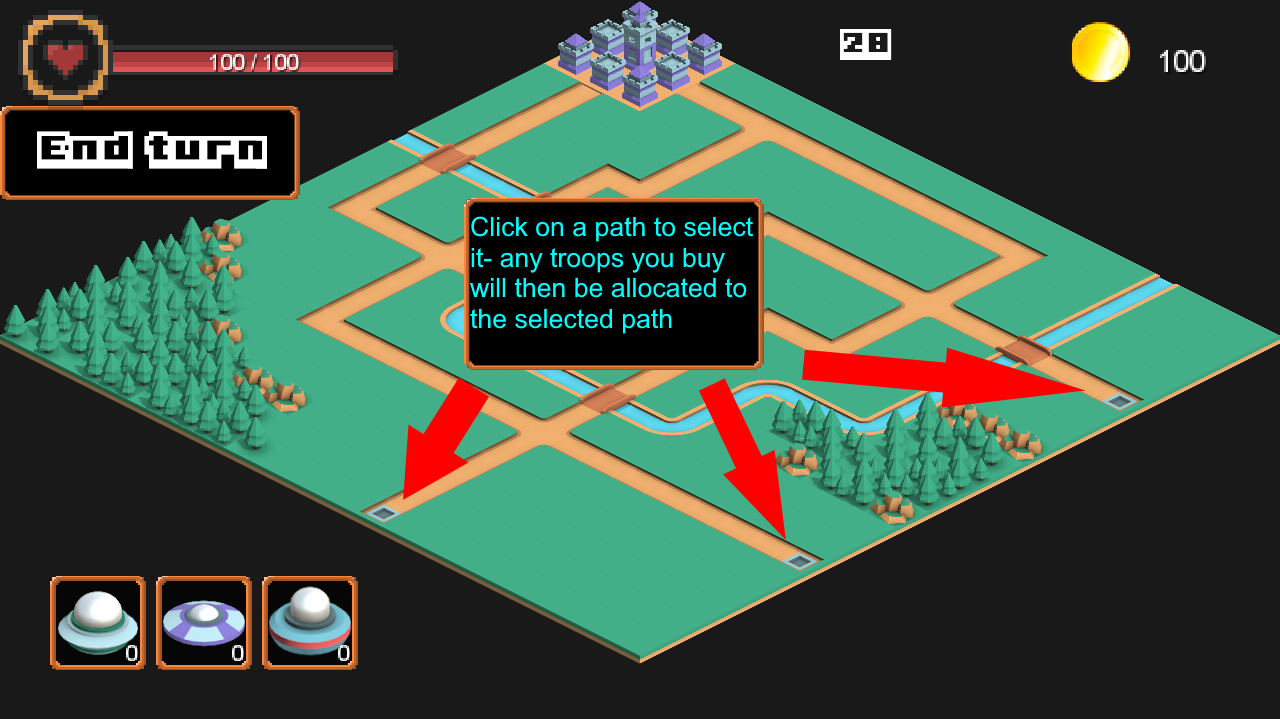 100 / 100
28
100
End turn
Click on a path to select
it- any troops you buy
will then be allocated to
the selected path
0
0
0